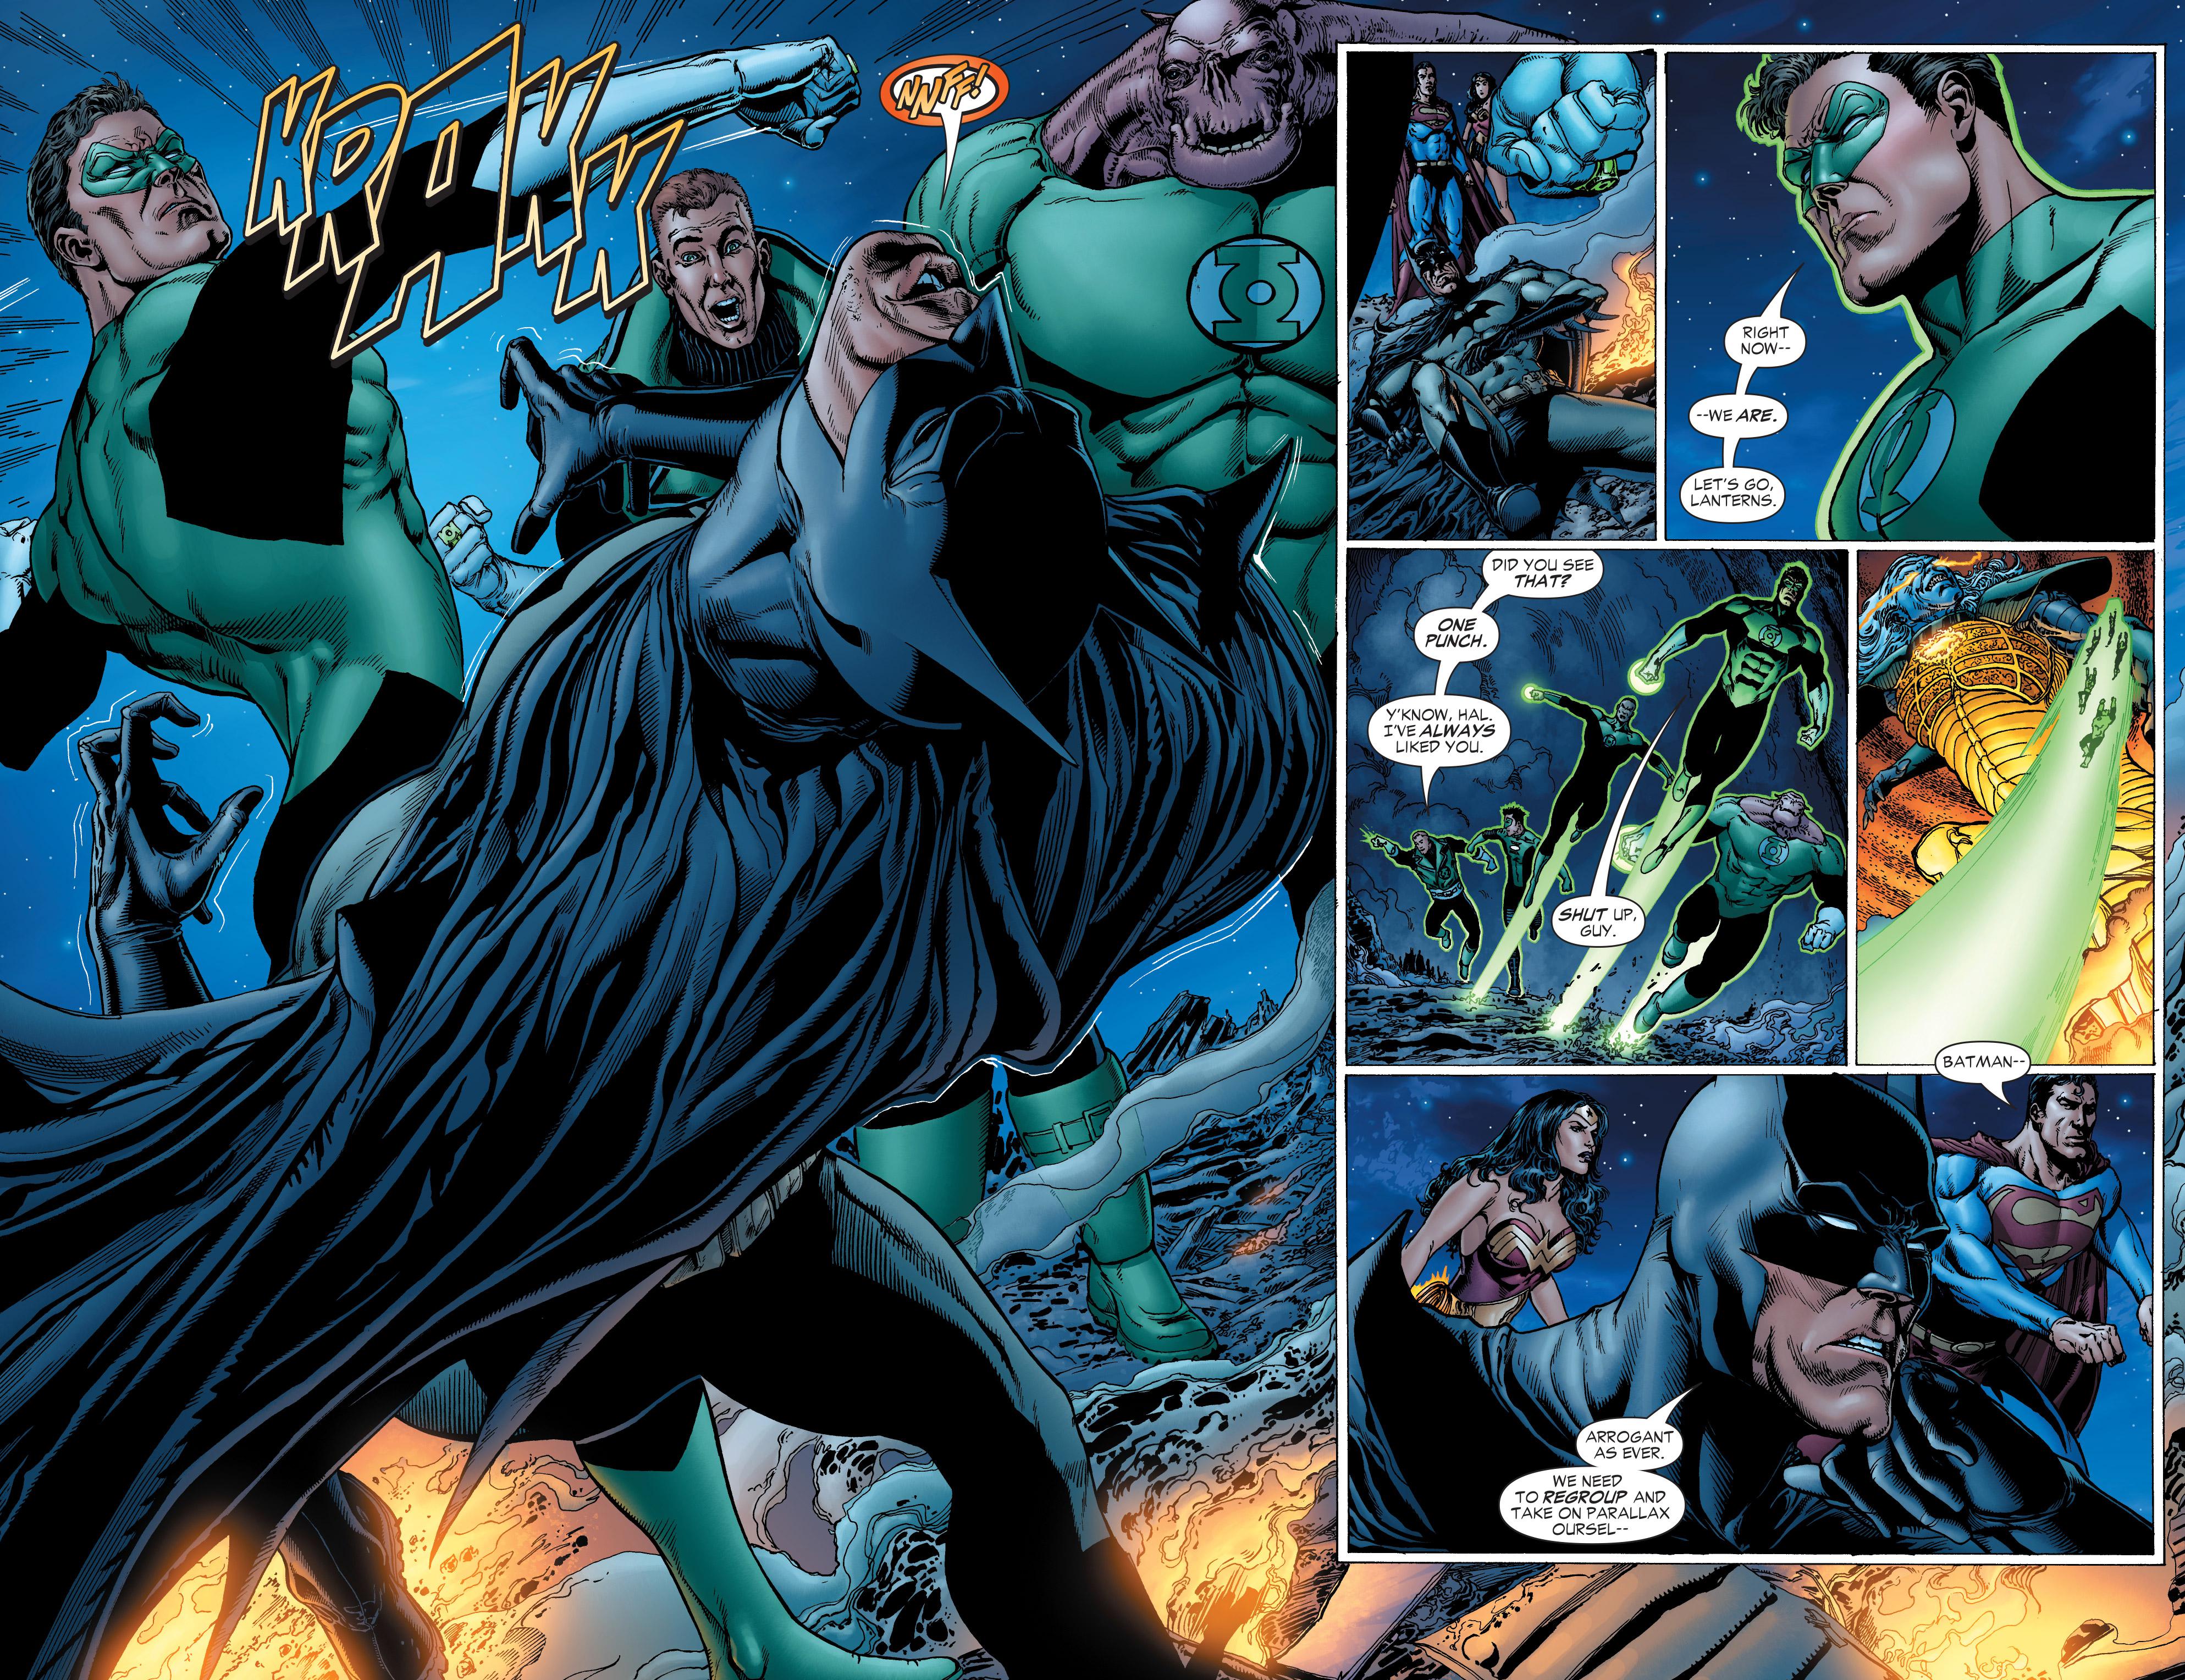 KRAKK
NNFF!
RIGHT
NOW--
--WE ARE.
LET'S GO,
LANTERNS.
DID YOU SEE
THAT?
ONE
PUNCH.
Y'KNOW, HAL.
I'VE ALWAYS
LIKED YOU.
SHUT UP,
GUY.
BATMAN--
ARROGANT
AS EVER.
WE NEED
TO REGROUP AND
TAKE ON PARALLAX
OURSEL--